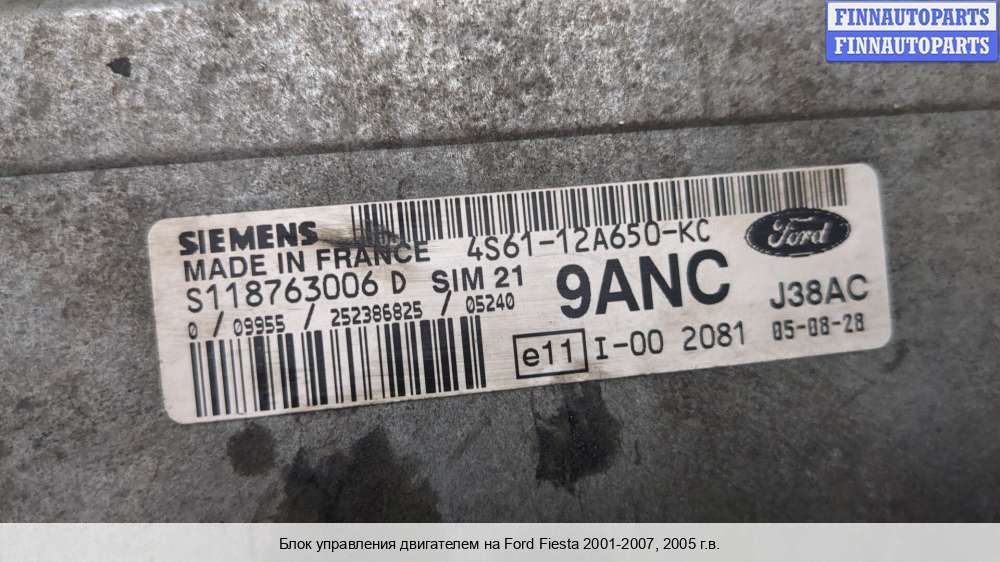 FINNAUTOPARTS
FINNAUTOPARTS
SIEMENS
MADE IN FRANCE
4S61-12A650-KC
Ford
S118763006 D SIM 21
9ANC
J38AC
0 / 09955 / 252386825 / 05240
e11 I-00 2081
05-08-28
Блок управления двигателем на Ford Fiesta 2001-2007, 2005 г.в.